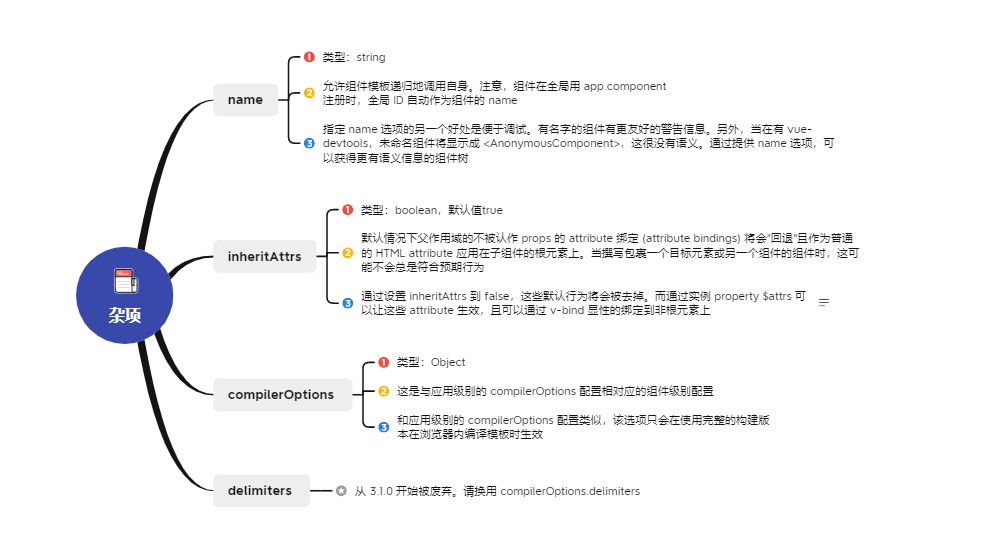 杂项
name
1 类型：string
2 允许组件模板递归地调用自身。注意，组件在全局用 app.component
注册时，全局 ID 自动作为组件的 name
3 指定 name 选项的另一个好处是便于调试。有名字的组件有更友好的警告信息。另外，当在有 vue-
devtools，未命名组件将显示成 <AnonymousComponent>，这很没有语义。通过提供 name 选项，可
以获得更有语义信息的组件树
inheritAttrs
1 类型：boolean，默认值true
2 默认情况下父作用域的不被认作 props 的 attribute 绑定 (attribute bindings) 将会"回退"且作为普通
的 HTML attribute 应用在子组件的根元素上。当撰写包裹一个目标元素或另一个组件的组件时，这可
能不会总是符合预期行为
3 通过设置 inheritAttrs 到 false，这些默认行为将会被去掉。而通过实例 property $attrs 可
以让这些 attribute 生效，且可以通过 v-bind 显性的绑定到非根元素上
compilerOptions
1 类型：Object
2 这是与应用级别的 compilerOptions 配置相对应的组件级别配置
3 和应用级别的 compilerOptions 配置类似，该选项只会在使用完整的构建版
本在浏览器内编译模板时生效
delimiters
从 3.1.0 开始被废弃。请换用 compilerOptions.delimiters